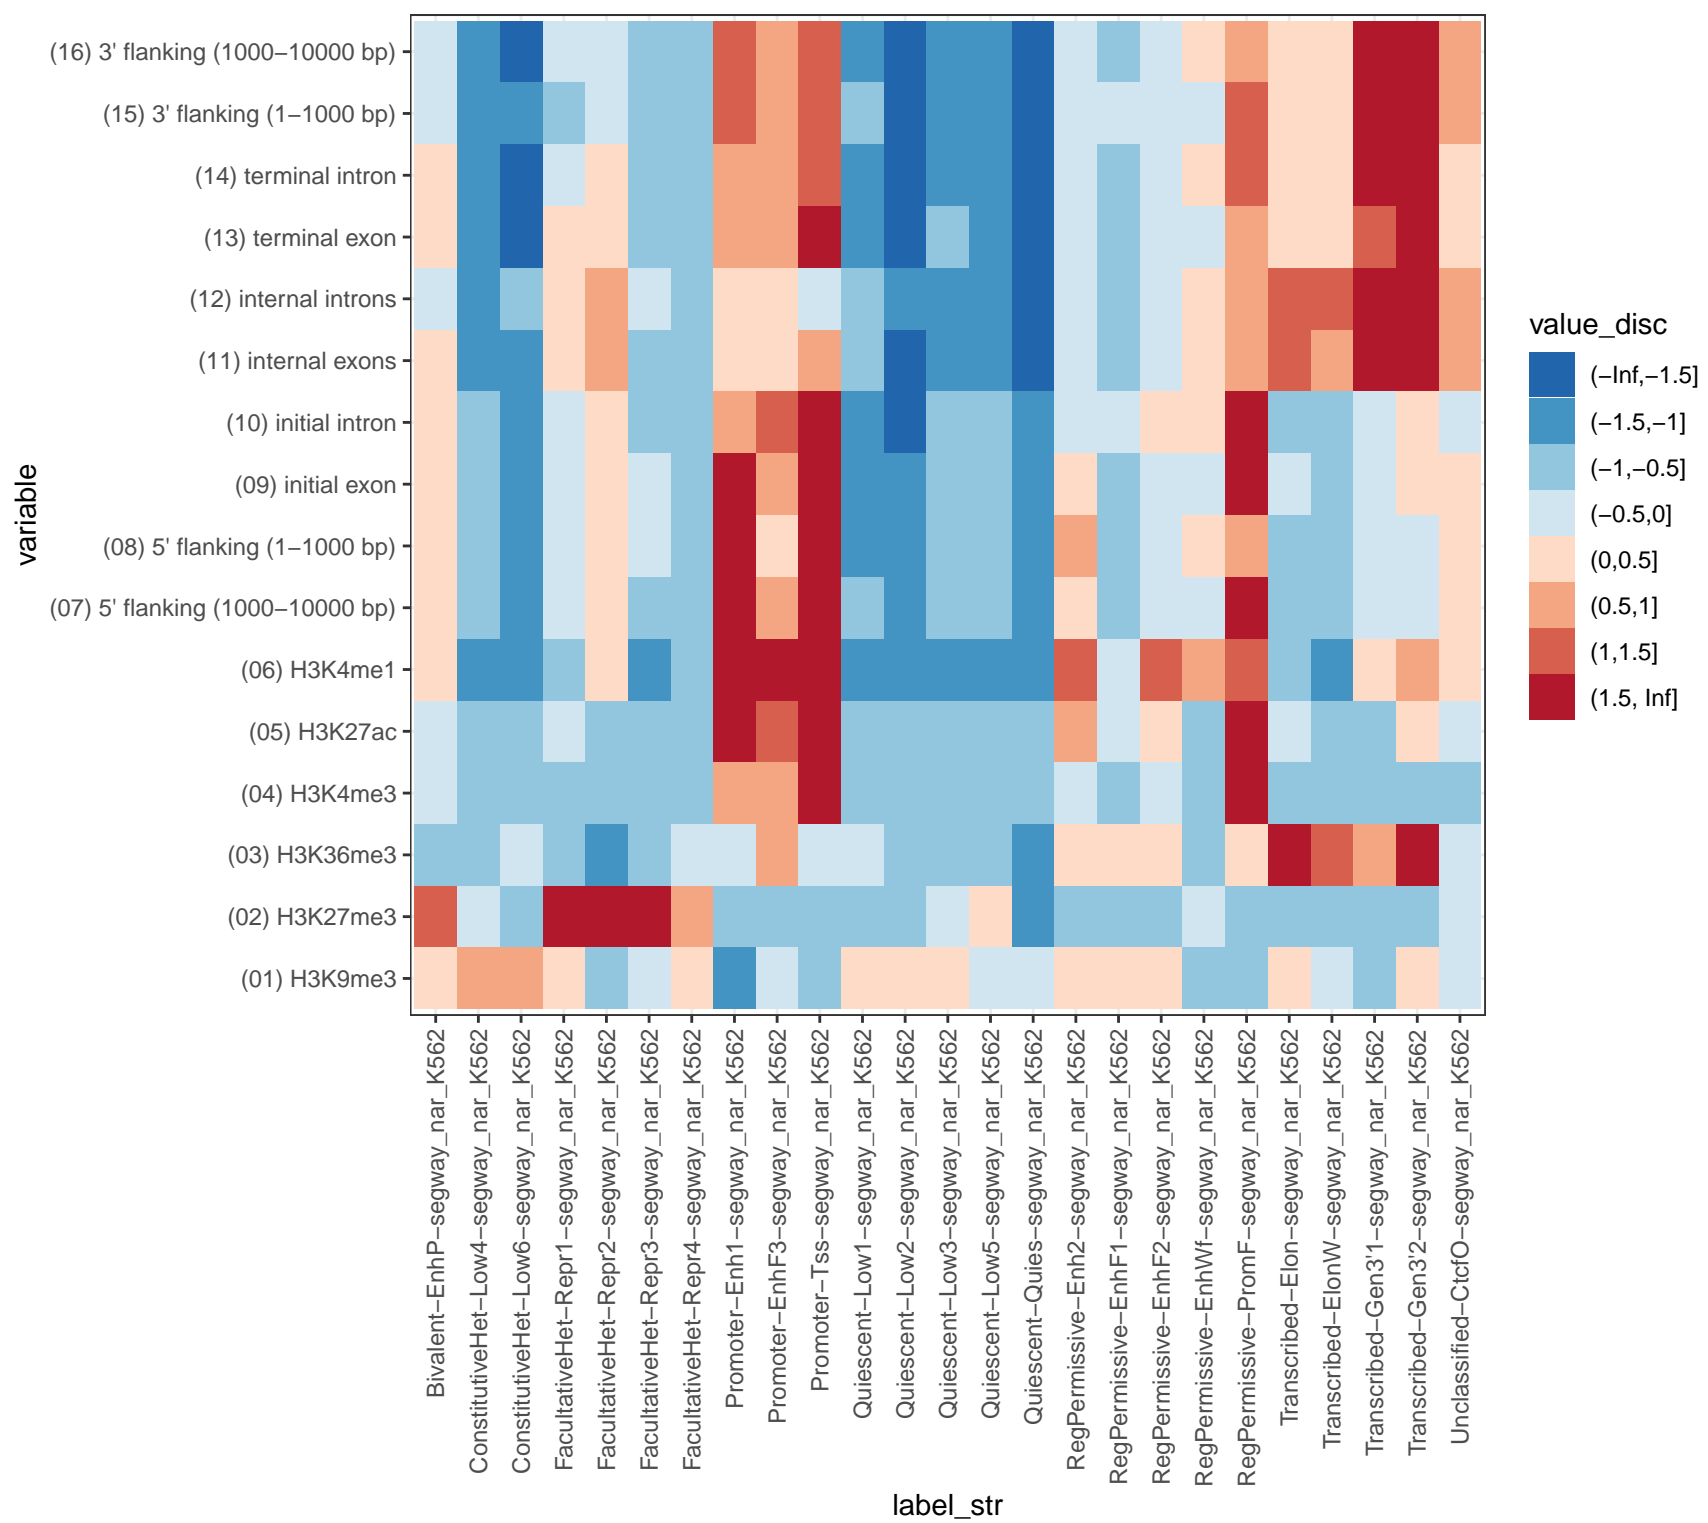 (16) 3' flanking (1000−10000 bp)
(15) 3' flanking (1−1000 bp)
(14) terminal intron
(13) terminal exon
(12) internal introns
(11) internal exons
(10) initial intron
(09) initial exon
(08) 5' flanking (1−1000 bp)
(07) 5' flanking (1000−10000 bp)
(06) H3K4me1
(05) H3K27ac
(04) H3K4me3
(03) H3K36me3
(02) H3K27me3
(01) H3K9me3
variable
Bivalent−EnhP−segway_nar_K562
ConstitutiveHet−Low4−segway_nar_K562
ConstitutiveHet−Low6−segway_nar_K562
FacultativeHet−Repr1−segway_nar_K562
FacultativeHet−Repr2−segway_nar_K562
FacultativeHet−Repr3−segway_nar_K562
FacultativeHet−Repr4−segway_nar_K562
Promoter−Enh1−segway_nar_K562
Promoter−EnhF3−segway_nar_K562
Promoter−Tss−segway_nar_K562
Quiescent−Low1−segway_nar_K562
Quiescent−Low2−segway_nar_K562
Quiescent−Low3−segway_nar_K562
Quiescent−Low5−segway_nar_K562
Quiescent−Quies−segway_nar_K562
RegPermissive−Enh2−segway_nar_K562
RegPermissive−EnhF1−segway_nar_K562
RegPermissive−EnhF2−segway_nar_K562
RegPermissive−EnhWf−segway_nar_K562
RegPermissive−PromF−segway_nar_K562
Transcribed−Elon−segway_nar_K562
Transcribed−ElonW−segway_nar_K562
Transcribed−Gen3'1−segway_nar_K562
Transcribed−Gen3'2−segway_nar_K562
Unclassified−CtcfO−segway_nar_K562
label_str
value_disc
(−Inf,−1.5]
(−1.5,−1]
(−1,−0.5]
(−0.5,0]
(0,0.5]
(0.5,1]
(1,1.5]
(1.5, Inf]